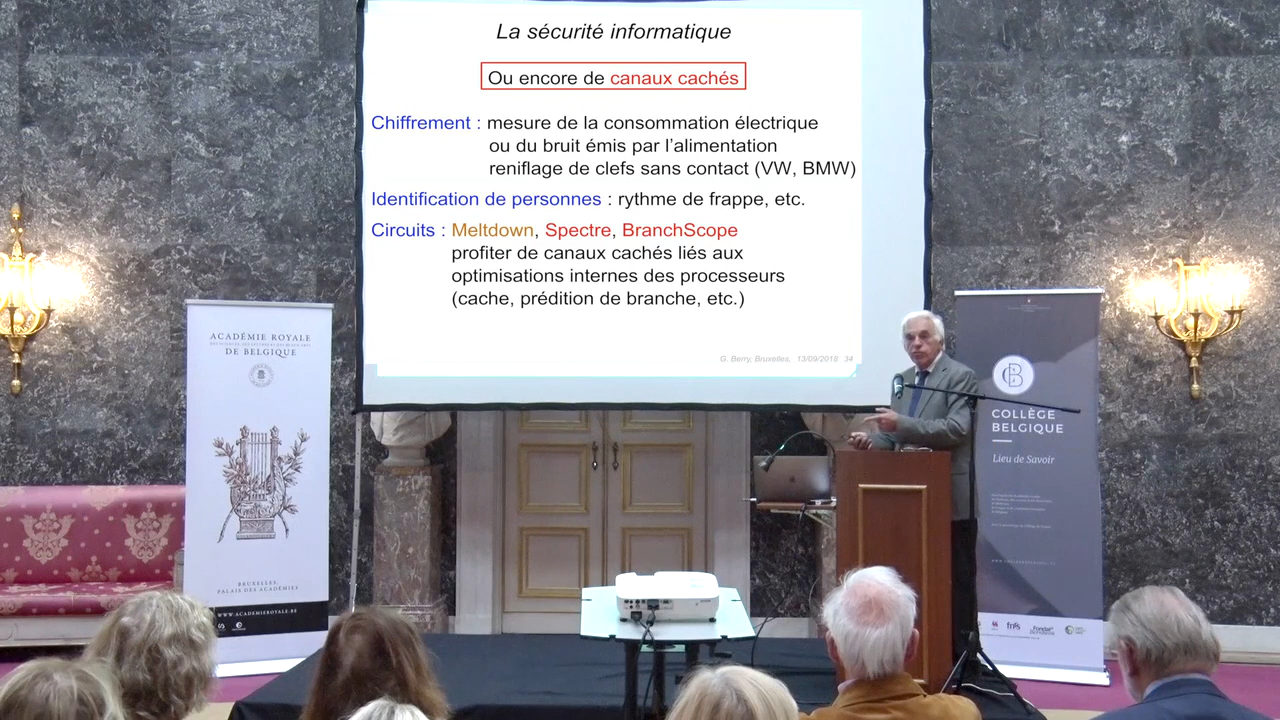 La sécurité informatique
Ou encore de canaux cachés
Chiffrement : mesure de la consommation électrique
ou du bruit émis par l'alimentation
reniflage de clefs sans contact (VW, BMW)
Identification de personnes : rythme de frappe, etc.
Circuits : Meltdown, Spectre, BranchScope
profiter de canaux cachés liés aux
optimisations internes des processeurs
(cache, prédition de branche, etc.)
G. Berry, Bruxelles, 13/09/2018 34
ACADÉMIE ROYALE
DE BELGIQUE
BRUXELLES,
PALAIS DES ACADÉMIES
WWW.ACADEMIEROYALE.BE
COLLÈGE
BELGIQUE
Lieu de Savoir
fnrs